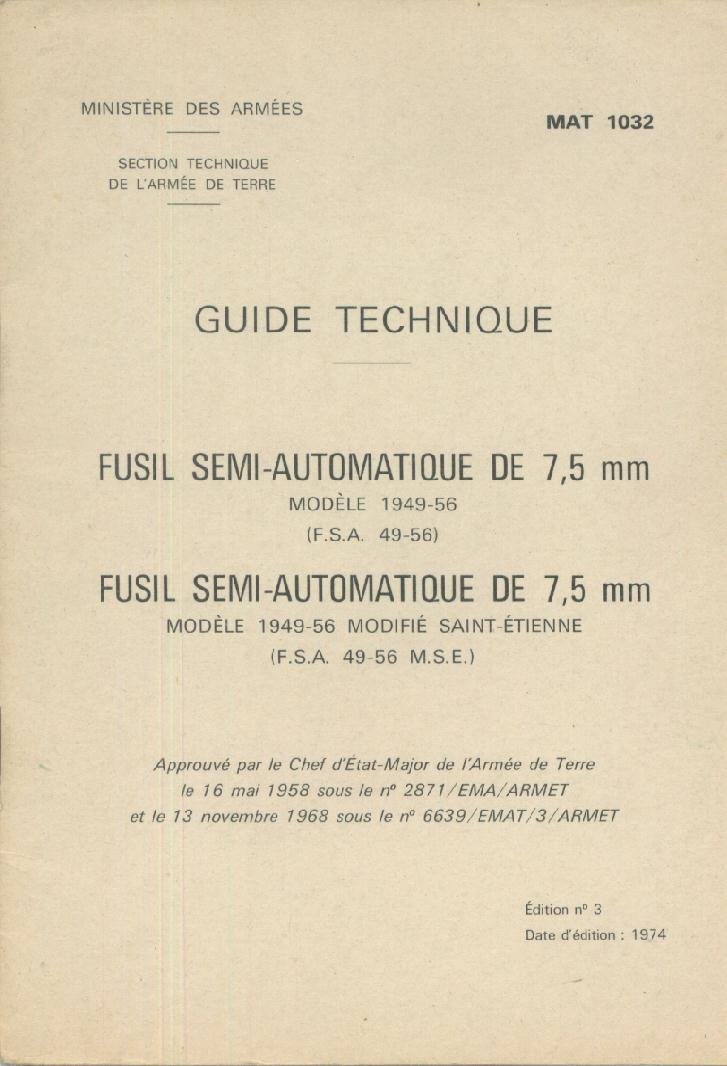 MINISTÈRE DES ARMÉES
MAT 1032
SECTION TECHNIQUE
DE L'ARMÉE DE TERRE
GUIDE TECHNIQUE
FUSIL SEMI-AUTOMATIQUE DE 7,5 mm
MODÈLE 1949-56
(F.S.A. 49-56)
FUSIL SEMI-AUTOMATIQUE DE 7,5 mm
MODÈLE 1949-56 MODIFIÉ SAINT-ÉTIENNE
(F.S.A. 49-56 M.S.E.)
Approuvé par le Chef d'État-Major de l'Armée de Terre
le 16 mai 1958 sous le nº 2871/EMA/ARMET
et le 13 novembre 1968 sous le nº 6639/EMAT/3/ARMET
Édition nº 3
Date d'édition : 1974